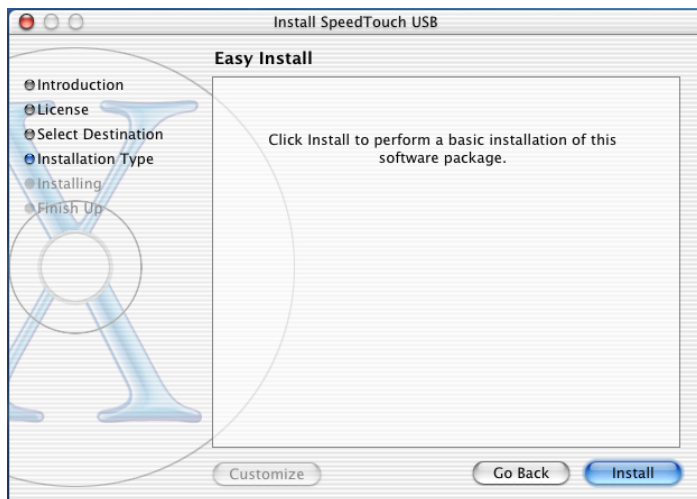 Install SpeedTouch USB
Easy Install
Introduction
License
Select Destination
Installation Type
Installing
Finish Up
Click Install to perform a basic installation of this
software package.
Customize
Go Back
Install